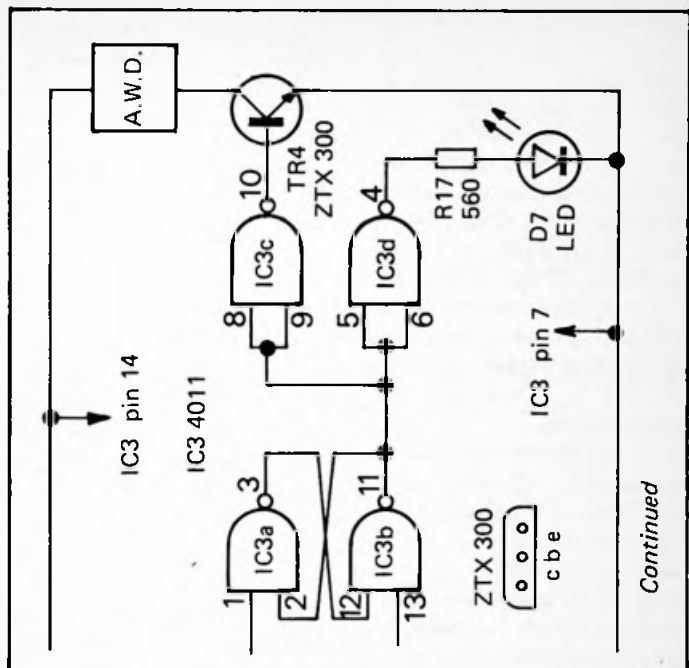 A.W.D.
IC3 pin 14
IC3 4011
8
9
IC3c
10
TR4
ZTX 300
1
2
IC3a
3
12
13
IC3b
11
5
6
IC3d
4
R17
560
D7
LED
IC3 pin 7
ZTX 300
c b e
Continued